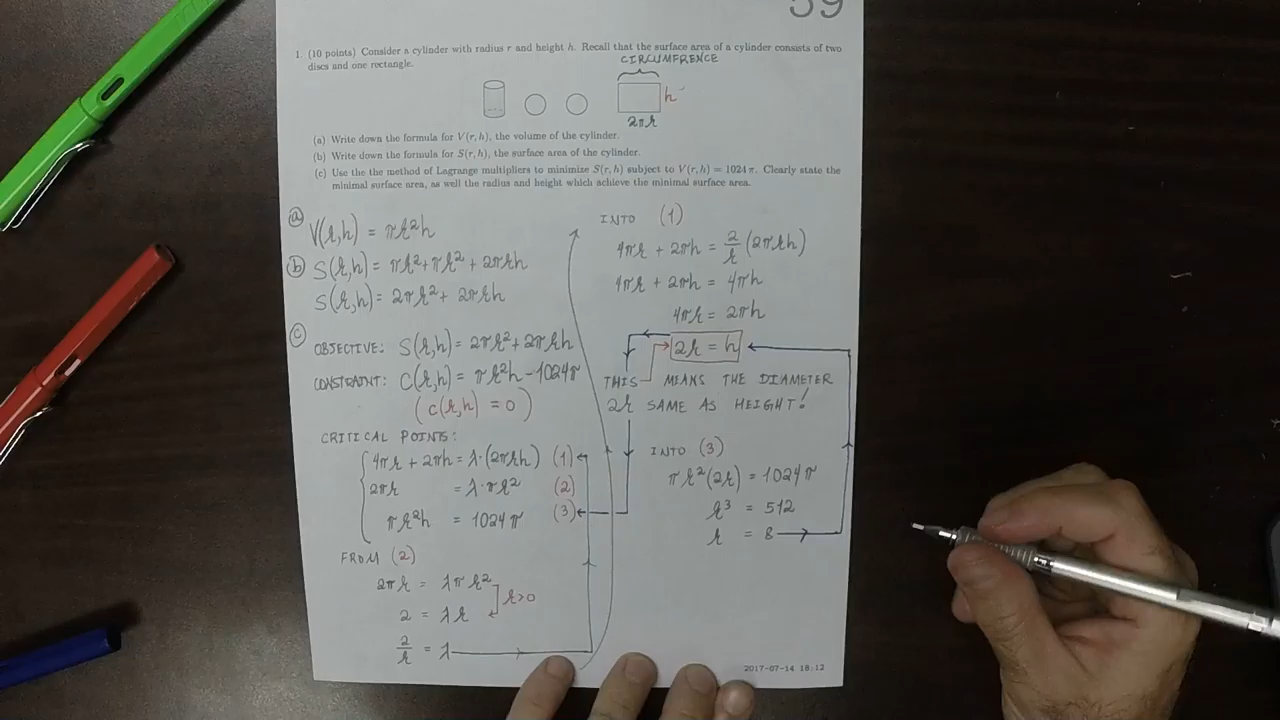 59
1. (10 points) Consider a cylinder with radius r and height h. Recall that the surface area of a cylinder consists of two
discs and one rectangle.
CIRCUMFRENCE
h
2πr
(a) Write down the formula for V(r, h), the volume of the cylinder.
(b) Write down the formula for S(r, h), the surface area of the cylinder.
(c) Use the the method of Lagrange multipliers to minimize S(r, h) subject to V(r, h) = 1024 π. Clearly state the
minimal surface area, as well the radius and height which achieve the minimal surface area.
(a) V(r,h) = πr²h
(b) S(r,h) = πr²+πr² + 2πrh
S(r,h) = 2πr² + 2πrh
(c)
OBJECTIVE: S(r,h) = 2πr²+2πrh
CONSTRAINT: C(r,h) = πr²h - 1024π
(C(r,h) = 0)
CRITICAL POINTS:
4πr + 2πh = λ·(2πrh) (1)
2πr = λ·πr² (2)
πr²h = 1024π (3)
FROM (2)
2πr = λπr²
2 = λr
r>0
2/r = λ
INTO (1)
4πr + 2πh = 2/r (2πrh)
4πr + 2πh = 4πh
4πr = 2πh
2r = h
THIS MEANS THE DIAMETER
2r SAME AS HEIGHT!
INTO (3)
πr²(2r) = 1024π
r³ = 512
r = 8
2017-07-14 18:12